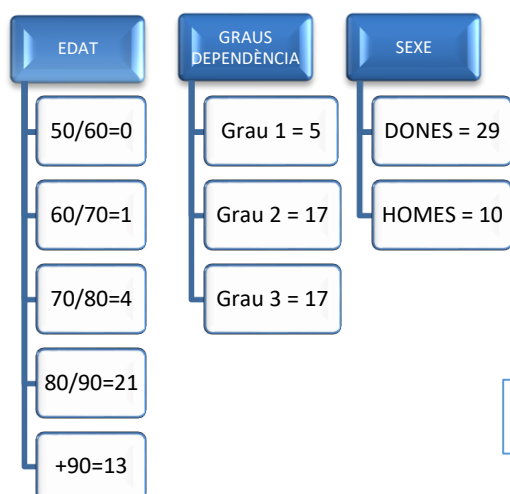 EDAT
50/60=0
60/70=1
70/80=4
80/90=21
+90=13
GRAUS
DEPENDÈNCIA
Grau 1 = 5
Grau 2 = 17
Grau 3 = 17
SEXE
DONES = 29
HOMES = 10